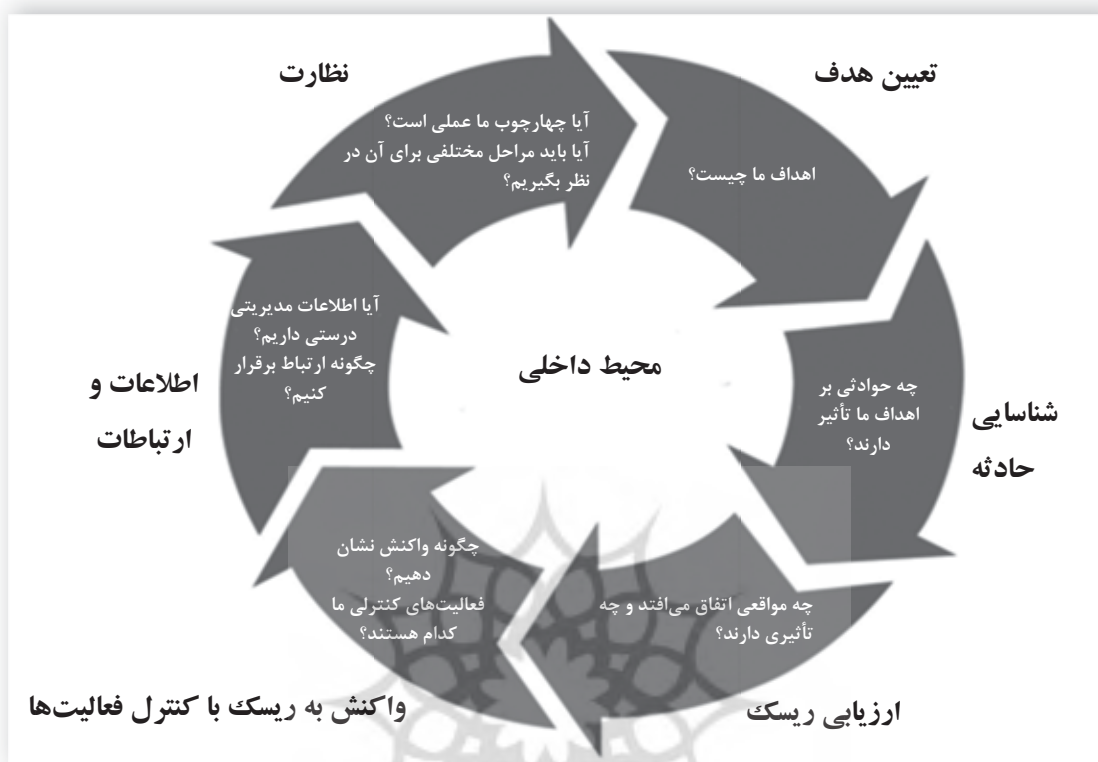 تعیین هدف
اهداف ما چیست؟
شناسایی
حادثه
چه حوادثی بر
اهداف ما تأثیر
دارند؟
ارزیابی ریسک
چه مواقعی اتفاق می‌افتد و چه
تأثیری دارند؟
واکنش به ریسک با کنترل فعالیت‌ها
چگونه واکنش نشان
دهیم؟
فعالیت‌های کنترلی ما
کدام هستند؟
اطلاعات و
ارتباطات
آیا اطلاعات مدیریتی
درستی داریم؟
چگونه ارتباط برقرار
کنیم؟
نظارت
آیا چهارچوب ما عملی است؟
آیا باید مراحل مختلفی برای آن در
نظر بگیریم؟
محیط داخلی